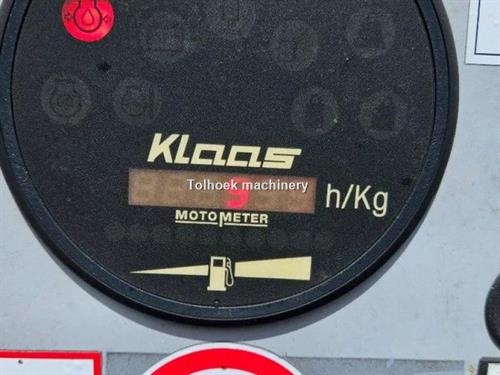 Klaas
Tolhoek machinery
h/Kg
MOTOMETER